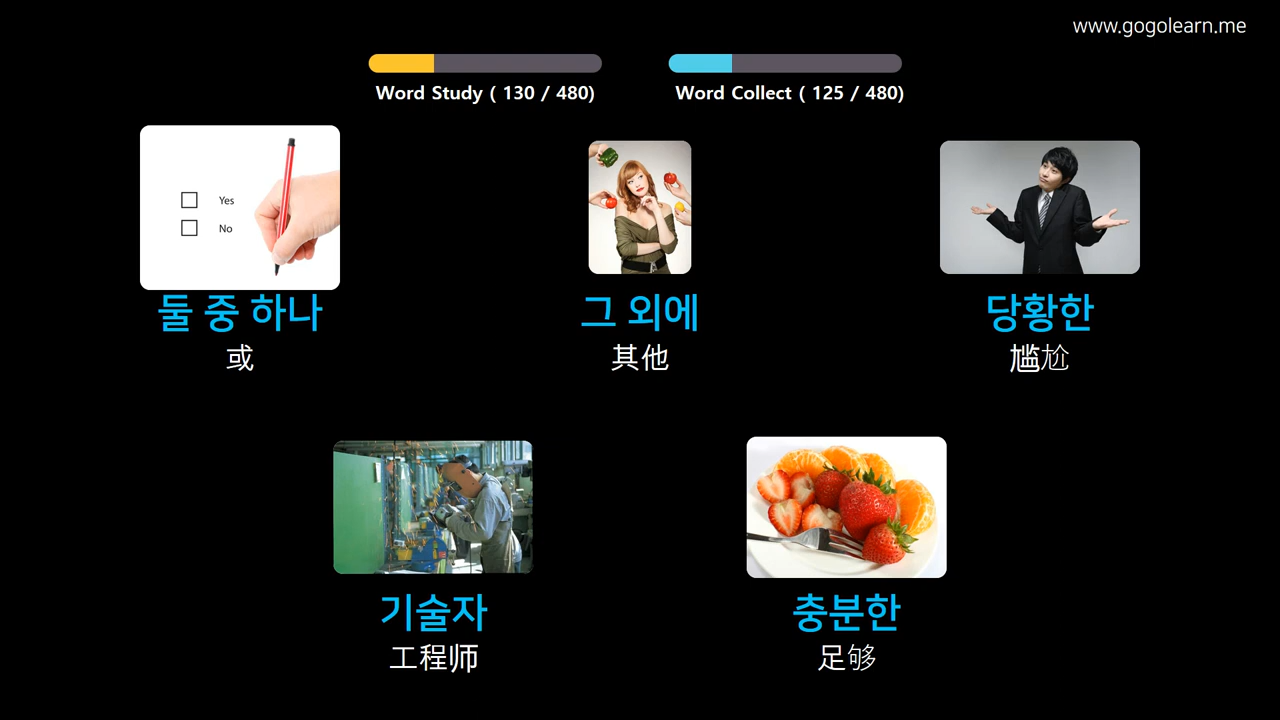 www.gogolearn.me
Word Study ( 130 / 480)
Word Collect ( 125 / 480)
Yes
No
둘 중 하나
或
그 외에
其他
당황한
尴尬
기술자
工程师
충분한
足够